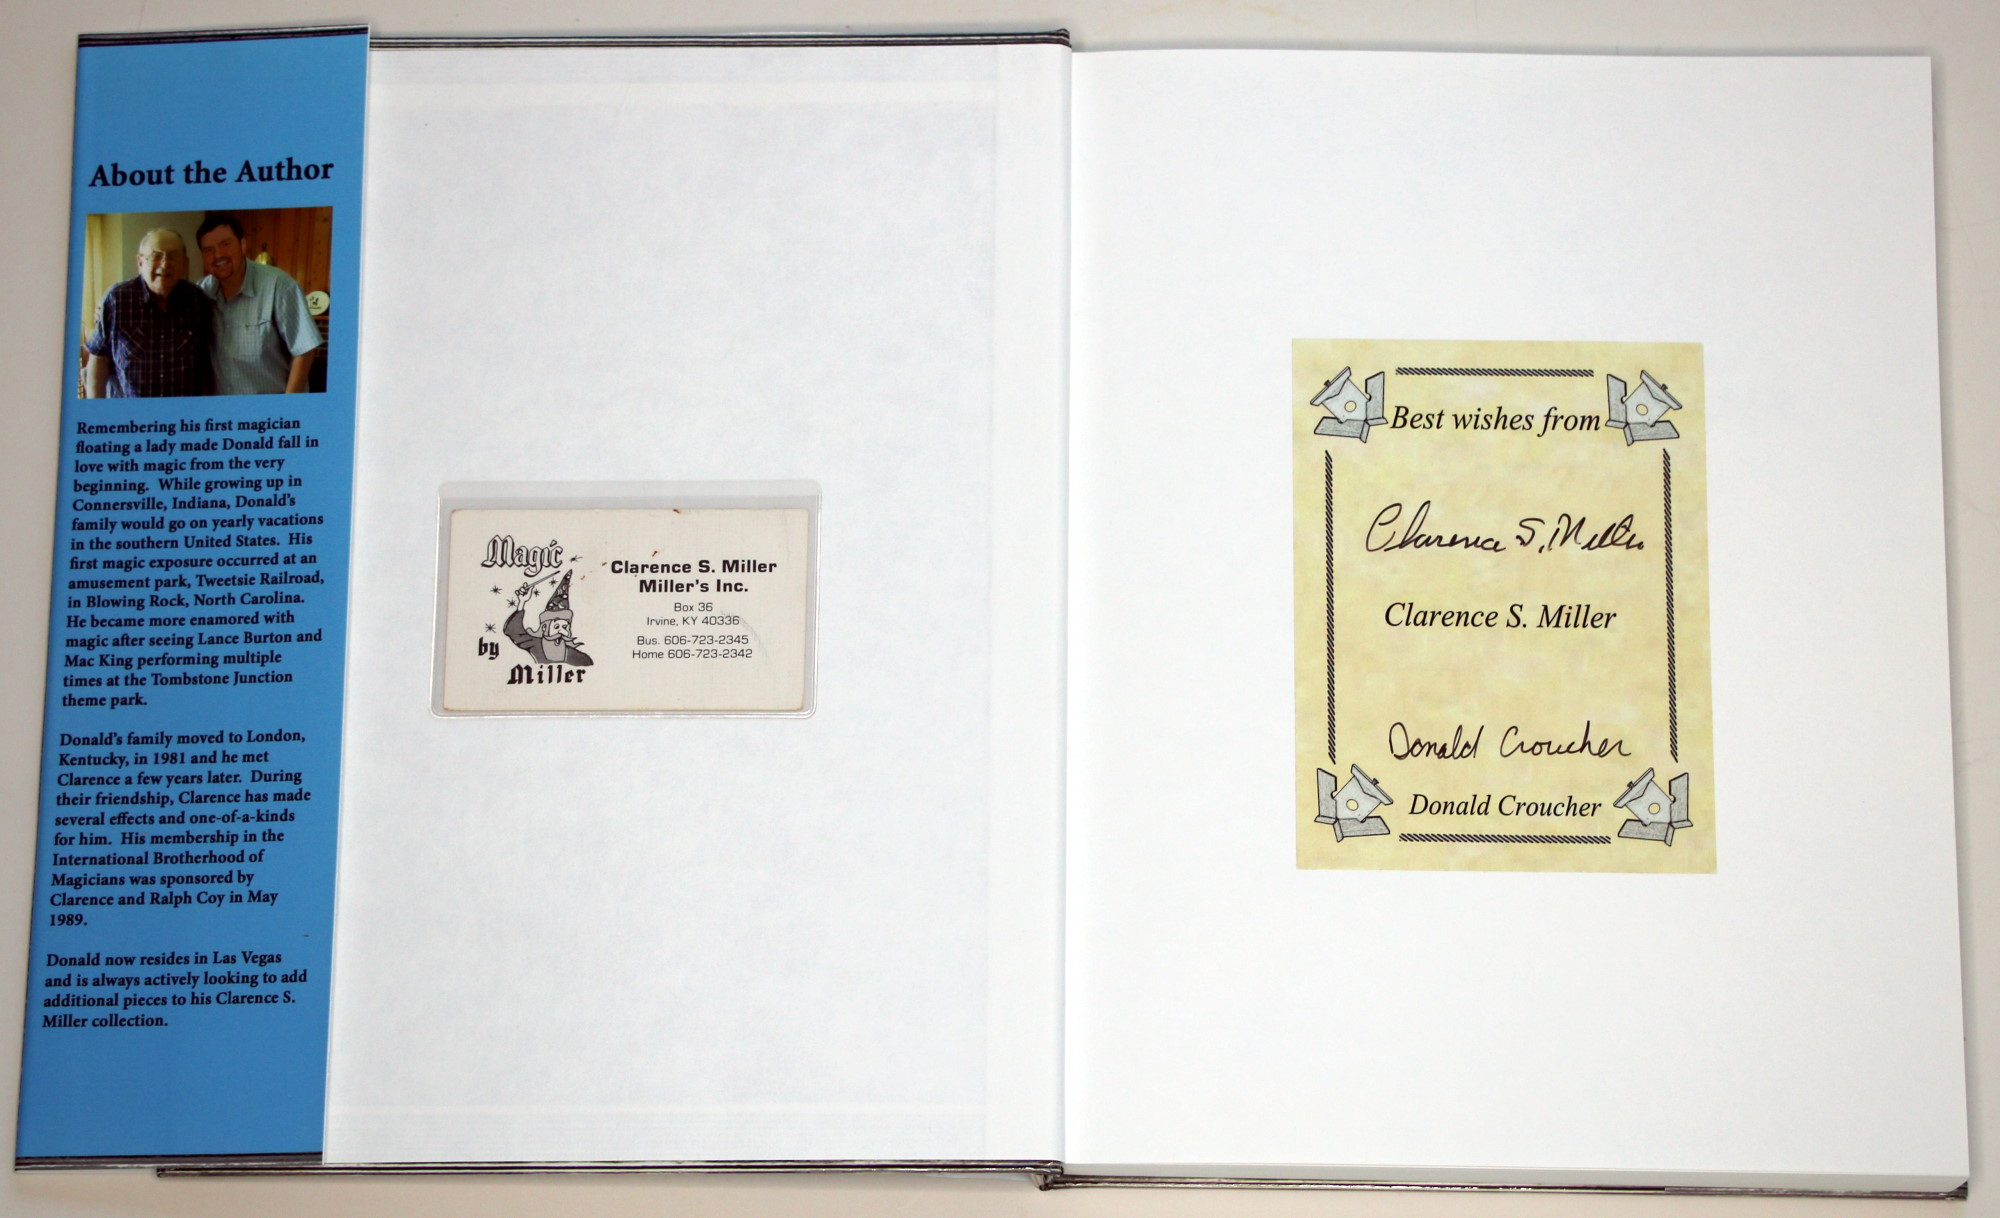 About the Author
Remembering his first magician
floating a lady made Donald fall in
love with magic from the very
beginning.  While growing up in
Connersville, Indiana, Donald's
family would go on yearly vacations
in the southern United States.  His
first magic exposure occurred at an
amusement park, Tweetsie Railroad,
in Blowing Rock, North Carolina.
He became more enamored with
magic after seeing Lance Burton and
Mac King performing multiple
times at the Tombstone Junction
theme park.
Donald's family moved to London,
Kentucky, in 1981 and he met
Clarence a few years later.  During
their friendship, Clarence has made
several effects and one-of-a-kinds
for him.  His membership in the
International Brotherhood of
Magicians was sponsored by
Clarence and Ralph Coy in May
1989.
Donald now resides in Las Vegas
and is always actively looking to add
additional pieces to his Clarence S.
Miller collection.
Magic
by
Miller
Clarence S. Miller
Miller's Inc.
Box 36
Irvine, KY 40336
Bus. 606-723-2345
Home 606-723-2342
Best wishes from
Clarence S. Miller
Clarence S. Miller
Donald Croucher
Donald Croucher